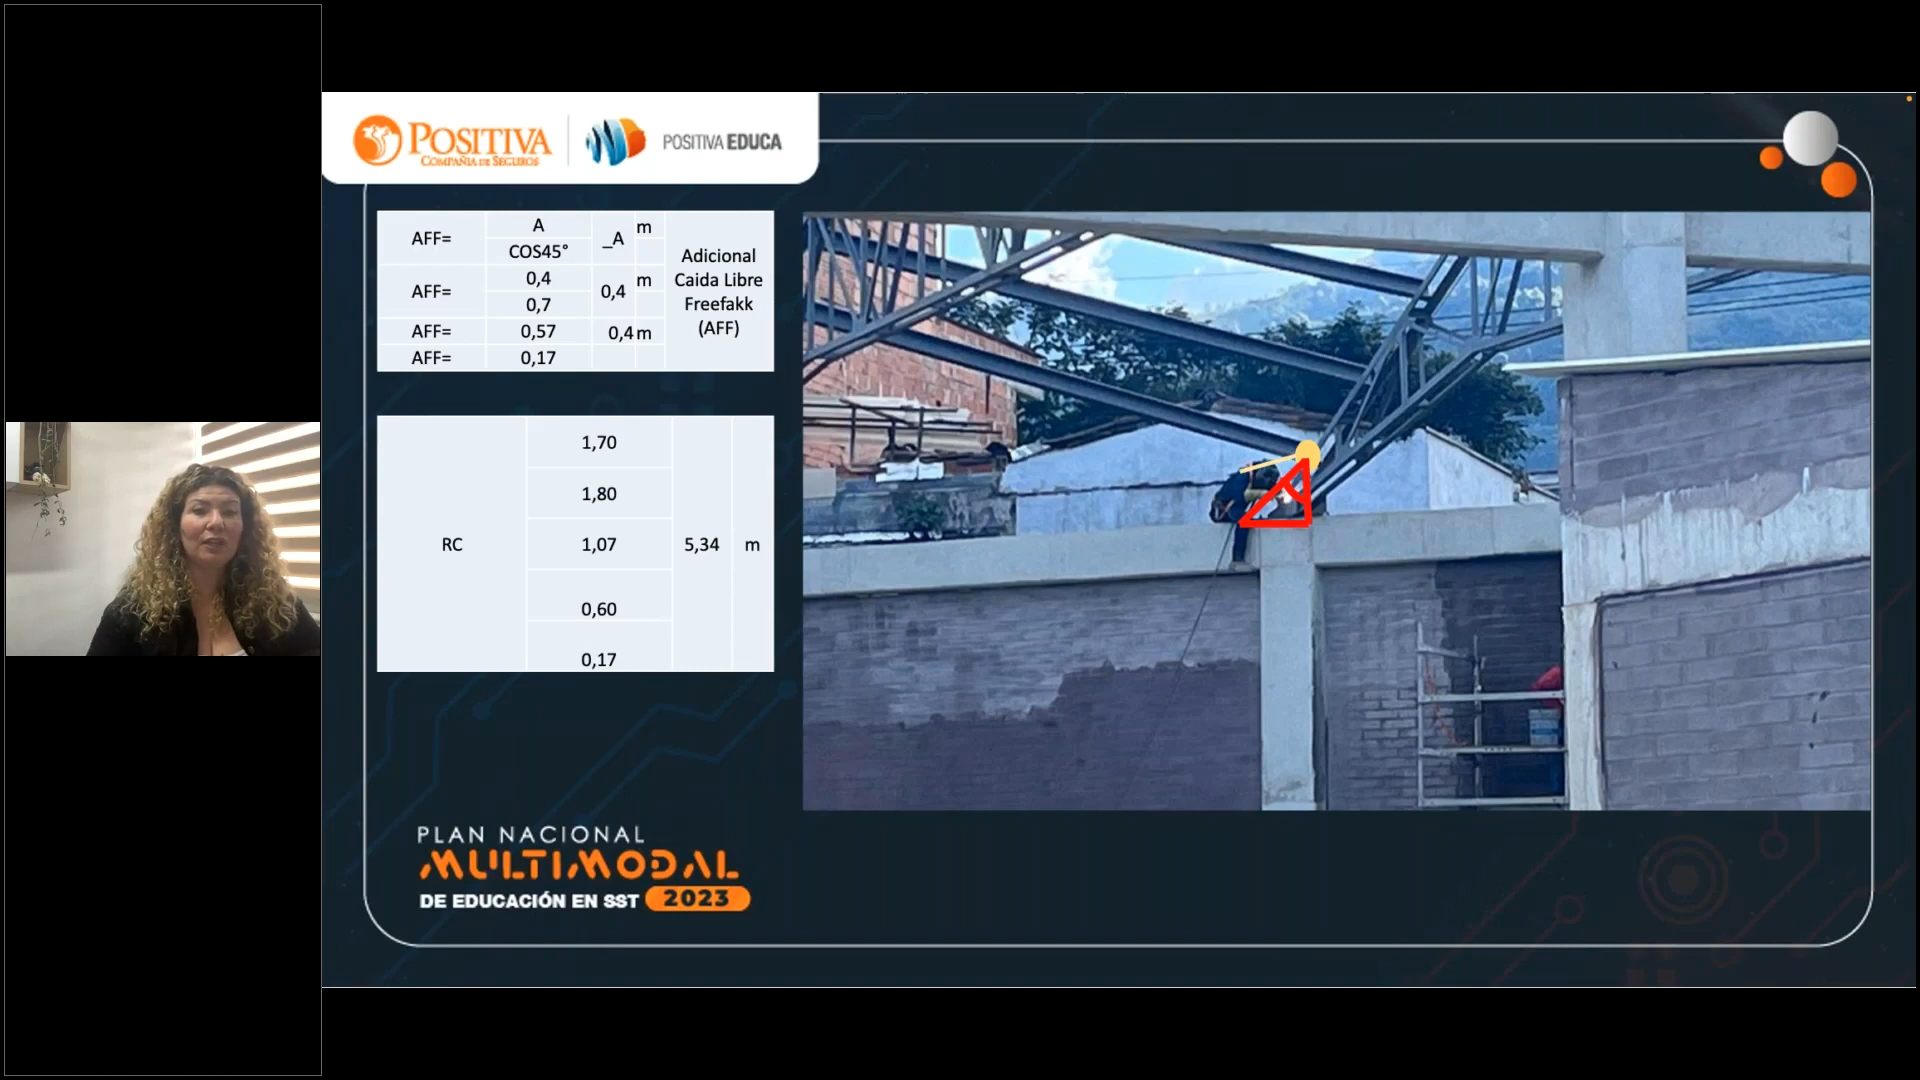 POSITIVA
COMPAÑIA DE SEGUROS
POSITIVA EDUCA
AFF=
A
COS45°
_A
m
AFF=
0,4
0,7
0,4
m
AFF=
0,57
0,4 m
AFF=
0,17
Adicional
Caida Libre
Freefakk
(AFF)
RC
1,70
1,80
1,07
0,60
0,17
5,34
m
PLAN NACIONAL
MULTIMODAL
DE EDUCACIÓN EN SST 2023